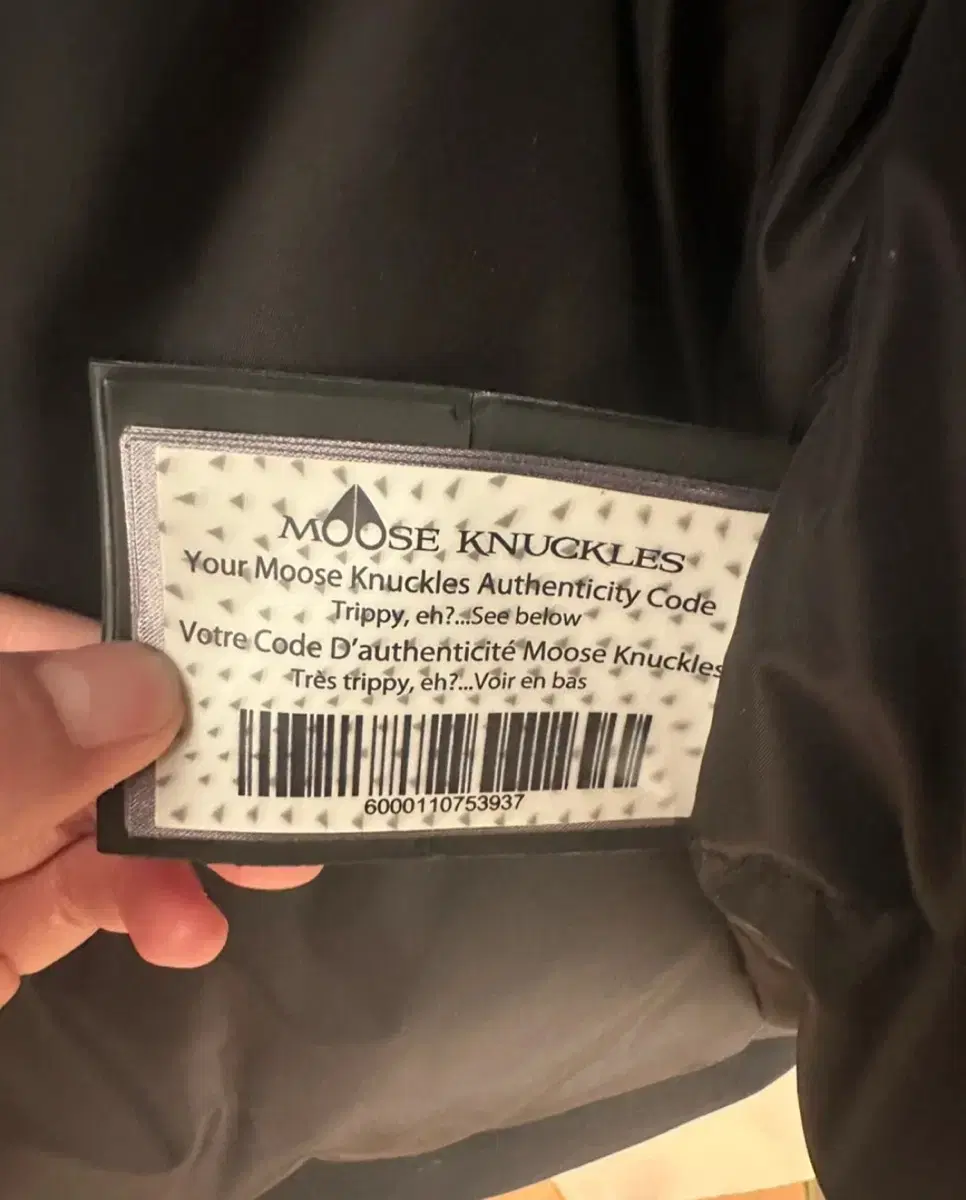 MOOSE KNUCKLES
Your Moose Knuckles Authenticity Code
Trippy, eh?...See below
Votre Code D'authenticité Moose Knuckles
Très trippy, eh?...Voir en bas
6000110753937